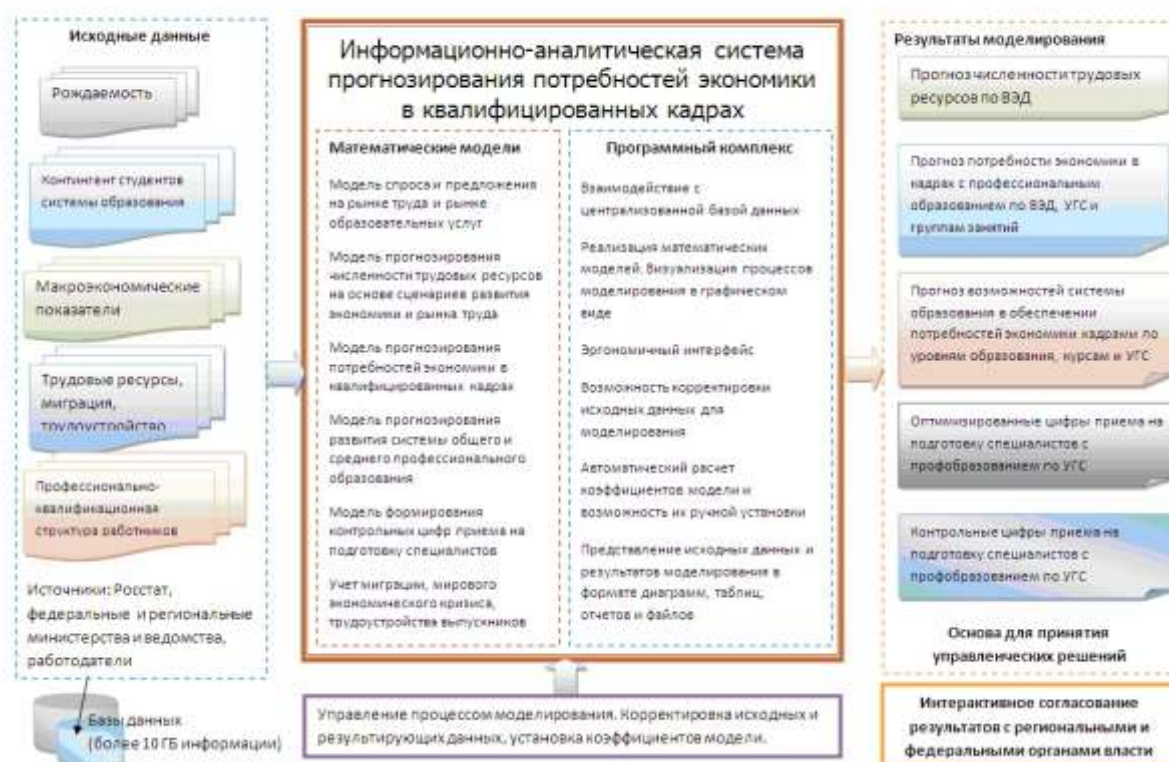 Исходные данные
Рождаемость
Контингент студентов
системы образования
Макроэкономические
показатели
Трудовые ресурсы,
миграция,
трудоустройство
Профессионально-
квалификационная
структура работников
Источники: Росстат,
федеральные и региональные
министерства и ведомства,
работодатели
Базы данных
(более 10 ГБ информации)
Информационно-аналитическая система
прогнозирования потребностей экономики
в квалифицированных кадрах
Математические модели
Модель спроса и предложения
на рынке труда и рынке
образовательных услуг
Модель прогнозирования
численности трудовых ресурсов
на основе сценариев развития
экономики и рынка труда
Модель прогнозирования
потребностей экономики в
квалифицированных кадрах
Модель прогнозирования
развития системы общего и
среднего профессионального
образования
Модель формирования
контрольных цифр приема на
подготовку специалистов
Учет миграции, мирового
экономического кризиса,
трудоустройства выпускников
Программный комплекс
Взаимодействие с
централизованной базой данных
Реализация математических
моделей. Визуализация процессов
моделирования в графическом
виде
Эргономичный интерфейс
Возможность корректировки
исходных данных для
моделирования
Автоматический расчет
коэффициентов модели и
возможность их ручной установки
Представление исходных данных и
результатов моделирования в
формате диаграмм, таблиц,
отчетов и файлов
Управление процессом моделирования. Корректировка исходных и
результирующих данных, установка коэффициентов модели.
Результаты моделирования
Прогноз численности трудовых
ресурсов по ВЭД
Прогноз потребности экономики в
кадрах с профессиональным
образованием по ВЭД, УГС и
группам занятий
Прогноз возможностей системы
образования в обеспечении
потребностей экономики кадрами по
уровням образования, курсам и УГС
Оптимизированные цифры приема на
подготовку специалистов с
профобразованием по УГС
Контрольные цифры приема на
подготовку специалистов с
профобразованием по УГС
Основа для принятия
управленческих решений
Интерактивное согласование
результатов с региональными и
федеральными органами власти